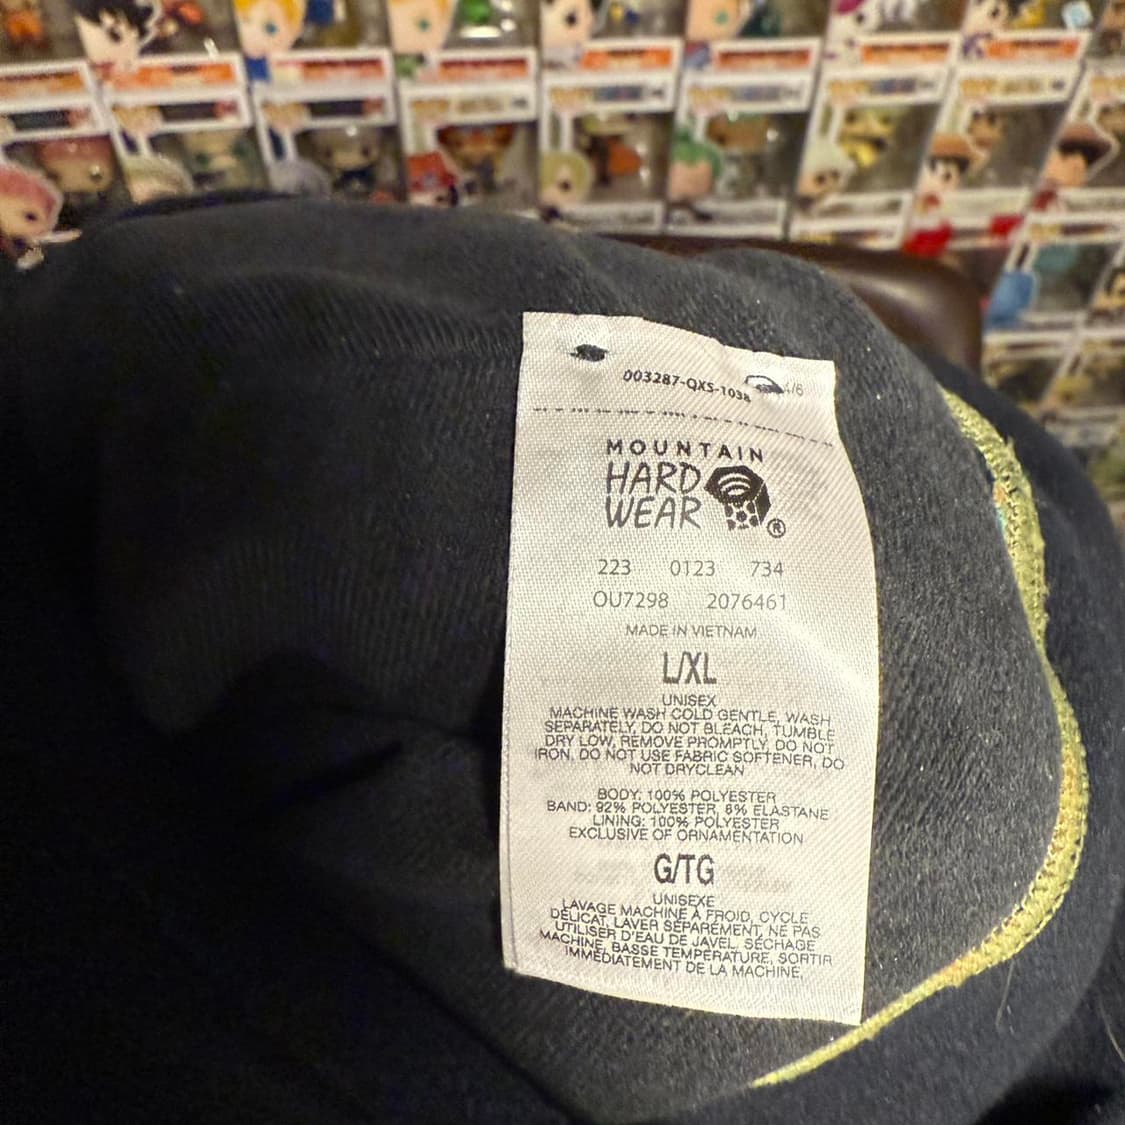 003287-QXS-1038
4/6
MOUNTAIN
HARD
WEAR
®
223 0123 734
OU7298 2076461
MADE IN VIETNAM
L/XL
UNISEX
MACHINE WASH COLD GENTLE, WASH
SEPARATELY, DO NOT BLEACH, TUMBLE
DRY LOW, REMOVE PROMPTLY, DO NOT
IRON, DO NOT USE FABRIC SOFTENER, DO
NOT DRYCLEAN
BODY: 100% POLYESTER
BAND: 92% POLYESTER, 8% ELASTANE
LINING: 100% POLYESTER
EXCLUSIVE OF ORNAMENTATION
G/TG
UNISEXE
LAVAGE MACHINE À FROID, CYCLE
DÉLICAT, LAVER SÉPARÉMENT, NE PAS
UTILISER D'EAU DE JAVEL, SÉCHAGE
MACHINE, BASSE TEMPÉRATURE, SORTIR
IMMÉDIATEMENT DE LA MACHINE,